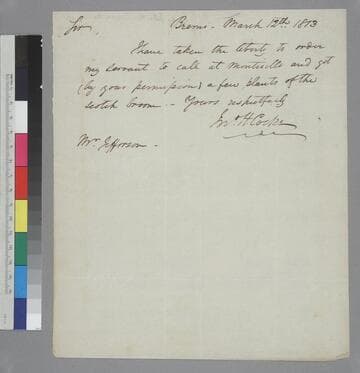 Sir, Bremo - March 12th. 1813
I have taken the liberty to order
my servant to call at Monticello and get
(by your permission) a few plants of the
scotch broom. - Yours respectfully
Jno. H Cocke
Mr. Jefferson -